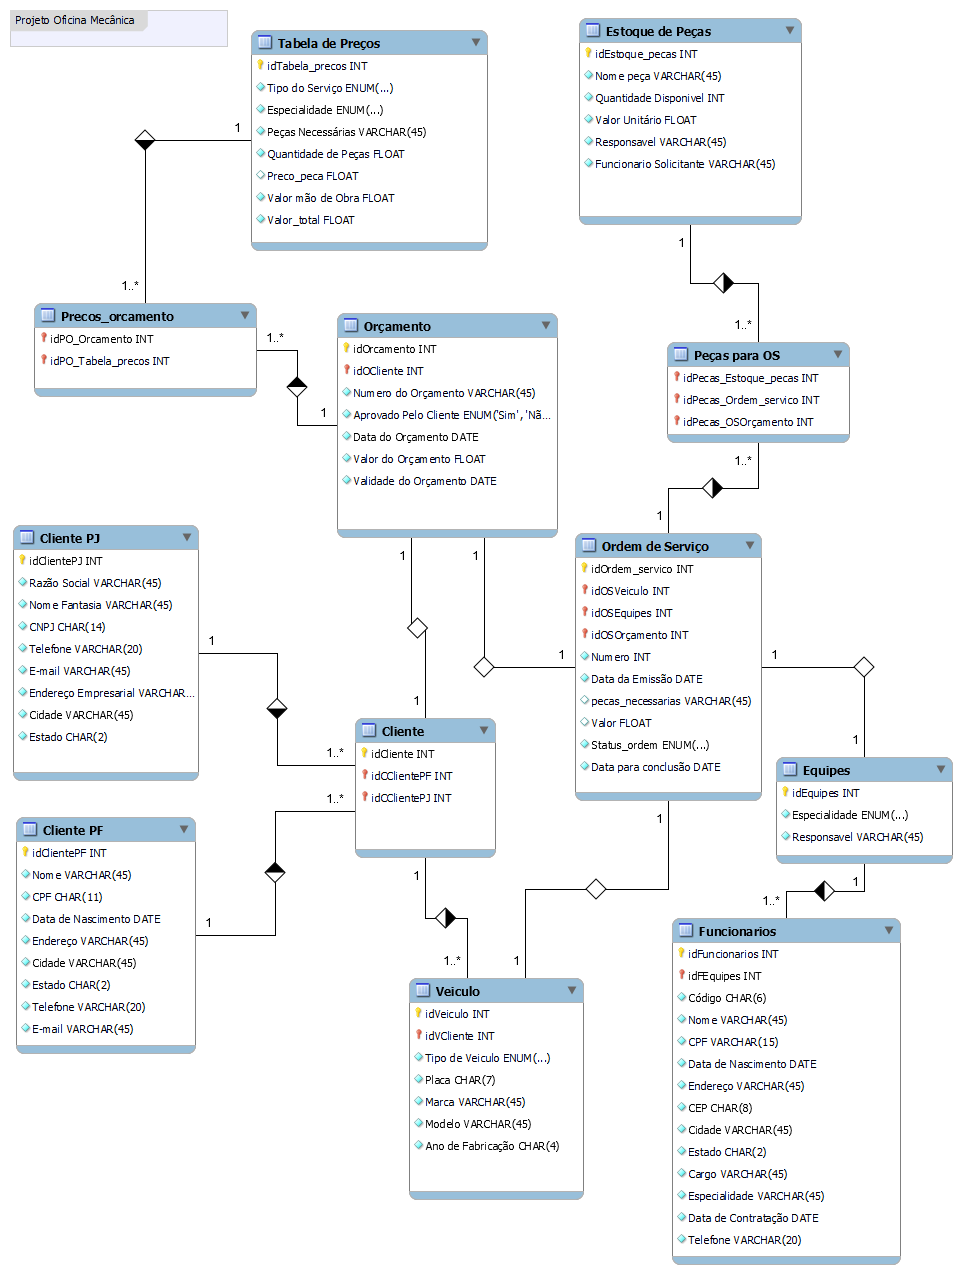 Projeto Oficina Mecânica
Tabela de Preços
idTabela_precos INT
Tipo do Serviço ENUM(...)
Especialidade ENUM(...)
Peças Necessárias VARCHAR(45)
Quantidade de Peças FLOAT
Preco_peca FLOAT
Valor mão de Obra FLOAT
Valor_total FLOAT
Estoque de Peças
idEstoque_pecas INT
Nome peça VARCHAR(45)
Quantidade Disponivel INT
Valor Unitário FLOAT
Responsavel VARCHAR(45)
Funcionario Solicitante VARCHAR(45)
1
1..*
1
1..*
Precos_orcamento
idPO_Orcamento INT
idPO_Tabela_precos INT
1..*
1
Orçamento
idOrcamento INT
idOCliente INT
Numero do Orçamento VARCHAR(45)
Aprovado Pelo Cliente ENUM('Sim', 'Nã...
Data do Orçamento DATE
Valor do Orçamento FLOAT
Validade do Orçamento DATE
Peças para OS
idPecas_Estoque_pecas INT
idPecas_Ordem_servico INT
idPecas_OSOrçamento INT
1..*
1
Cliente PJ
idClientePJ INT
Razão Social VARCHAR(45)
Nome Fantasia VARCHAR(45)
CNPJ CHAR(14)
Telefone VARCHAR(20)
E-mail VARCHAR(45)
Endereço Empresarial VARCHAR...
Cidade VARCHAR(45)
Estado CHAR(2)
1
1..*
1
1
1
1
Ordem de Serviço
idOrdem_servico INT
idOSVeiculo INT
idOSEquipes INT
idOSOrçamento INT
Numero INT
Data da Emissão DATE
pecas_necessarias VARCHAR(45)
Valor FLOAT
Status_ordem ENUM(...)
Data para conclusão DATE
1
1
Cliente
idCliente INT
idCClientePF INT
idCClientePJ INT
Equipes
idEquipes INT
Especialidade ENUM(...)
Responsavel VARCHAR(45)
Cliente PF
idClientePF INT
Nome VARCHAR(45)
CPF CHAR(11)
Data de Nascimento DATE
Endereço VARCHAR(45)
Cidade VARCHAR(45)
Estado CHAR(2)
Telefone VARCHAR(20)
E-mail VARCHAR(45)
1..*
1
1
1..*
1
1
1
1..*
Veiculo
idVeiculo INT
idVCliente INT
Tipo de Veiculo ENUM(...)
Placa CHAR(7)
Marca VARCHAR(45)
Modelo VARCHAR(45)
Ano de Fabricação CHAR(4)
Funcionarios
idFuncionarios INT
idFEquipes INT
Código CHAR(6)
Nome VARCHAR(45)
CPF VARCHAR(15)
Data de Nascimento DATE
Endereço VARCHAR(45)
CEP CHAR(8)
Cidade VARCHAR(45)
Estado CHAR(2)
Cargo VARCHAR(45)
Especialidade VARCHAR(45)
Data de Contratação DATE
Telefone VARCHAR(20)